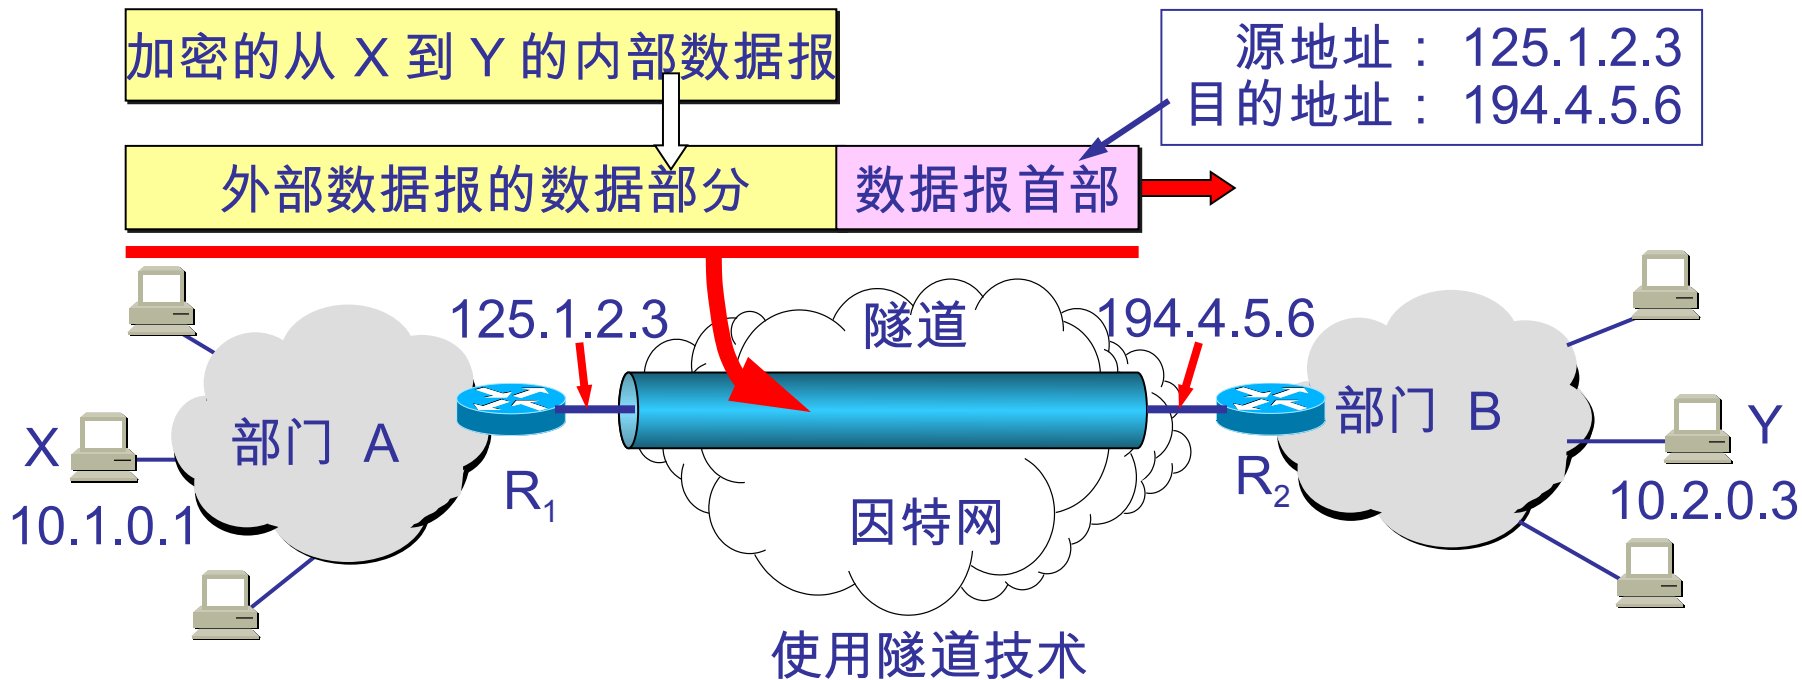 加密的从 X 到 Y 的内部数据报
源地址： 125.1.2.3
目的地址： 194.4.5.6
外部数据报的数据部分
数据报首部
125.1.2.3
隧道
194.4.5.6
部门 A
部门 B
X
Y
R1
R2
10.1.0.1
10.2.0.3
因特网
使用隧道技术